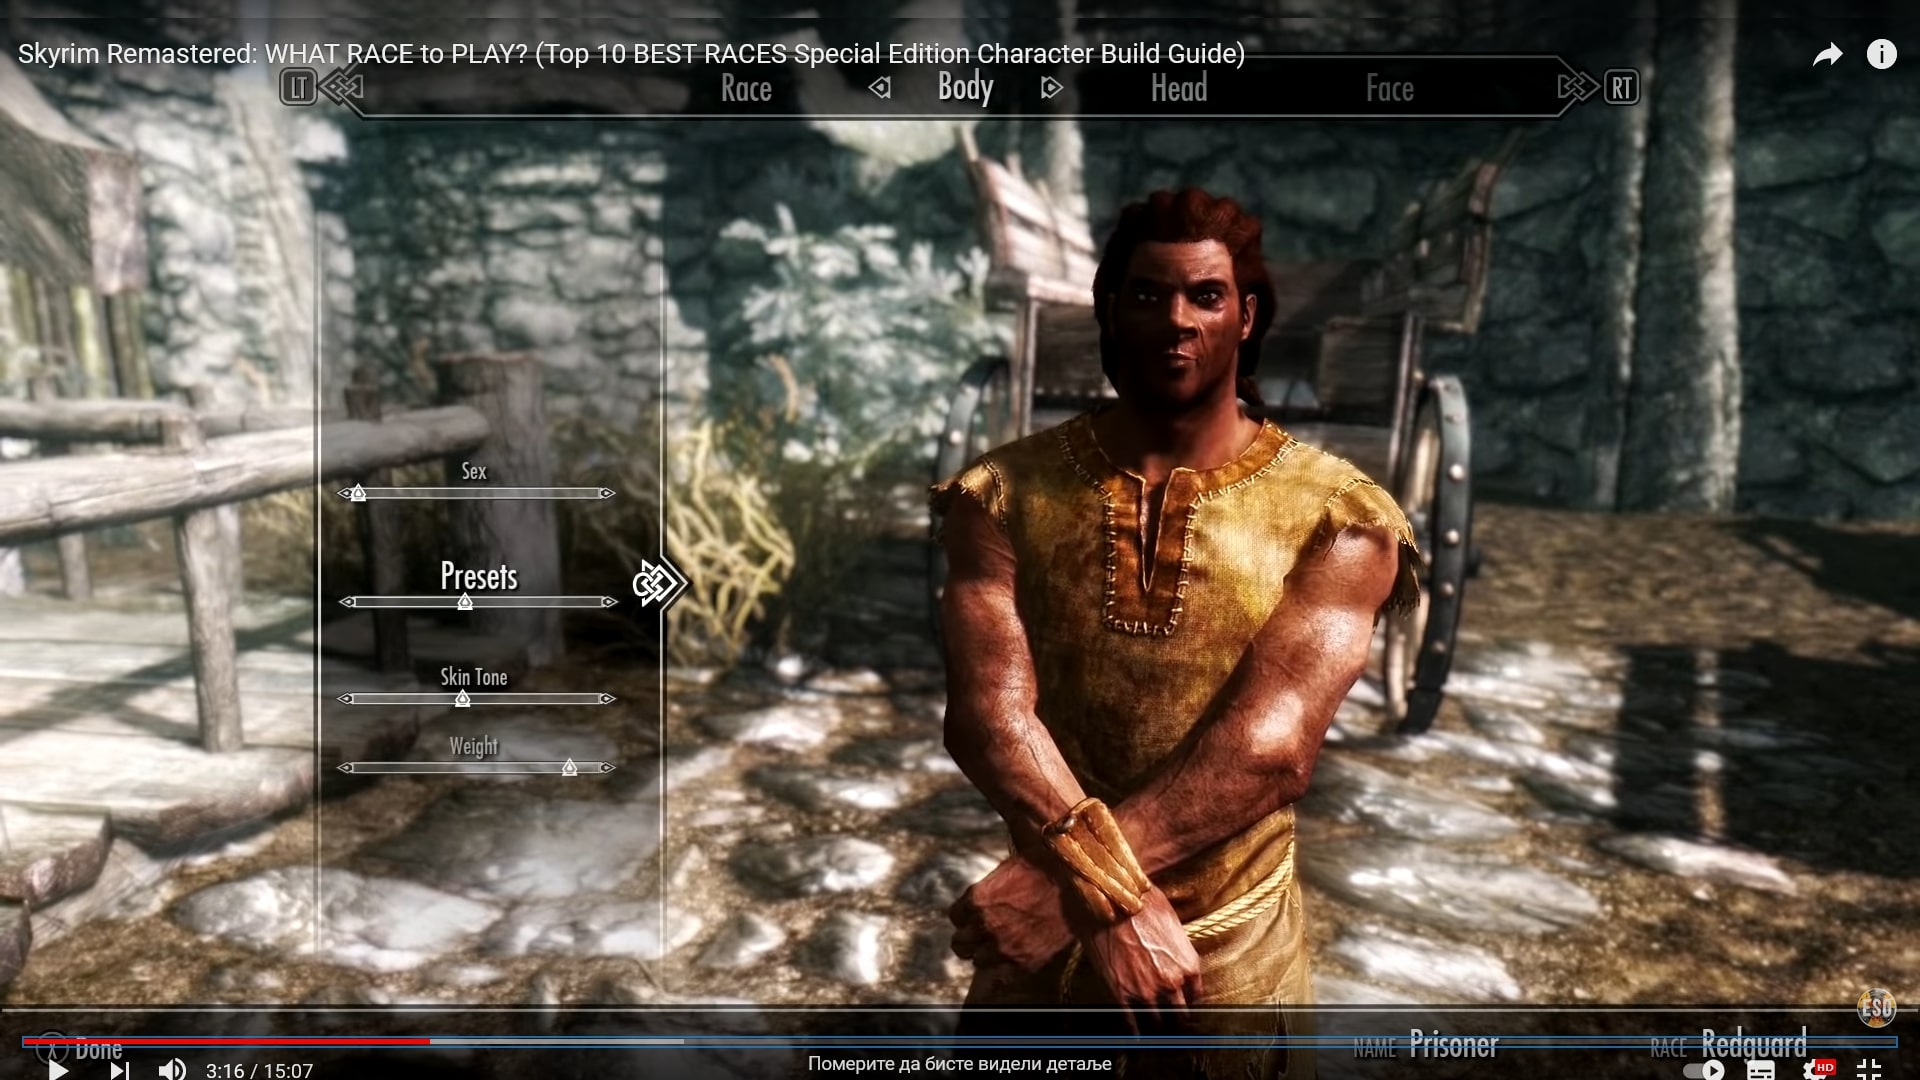 Skyrim Remastered: WHAT RACE to PLAY? (Top 10 BEST RACES Special Edition Character Build Guide)
LT Race Body Head Face RT
Sex
Presets
Skin Tone
Weight
ESO
X Done NAME Prisoner RACE Redguard
3:16 / 15:07 Померите да бисте видели детаље HD